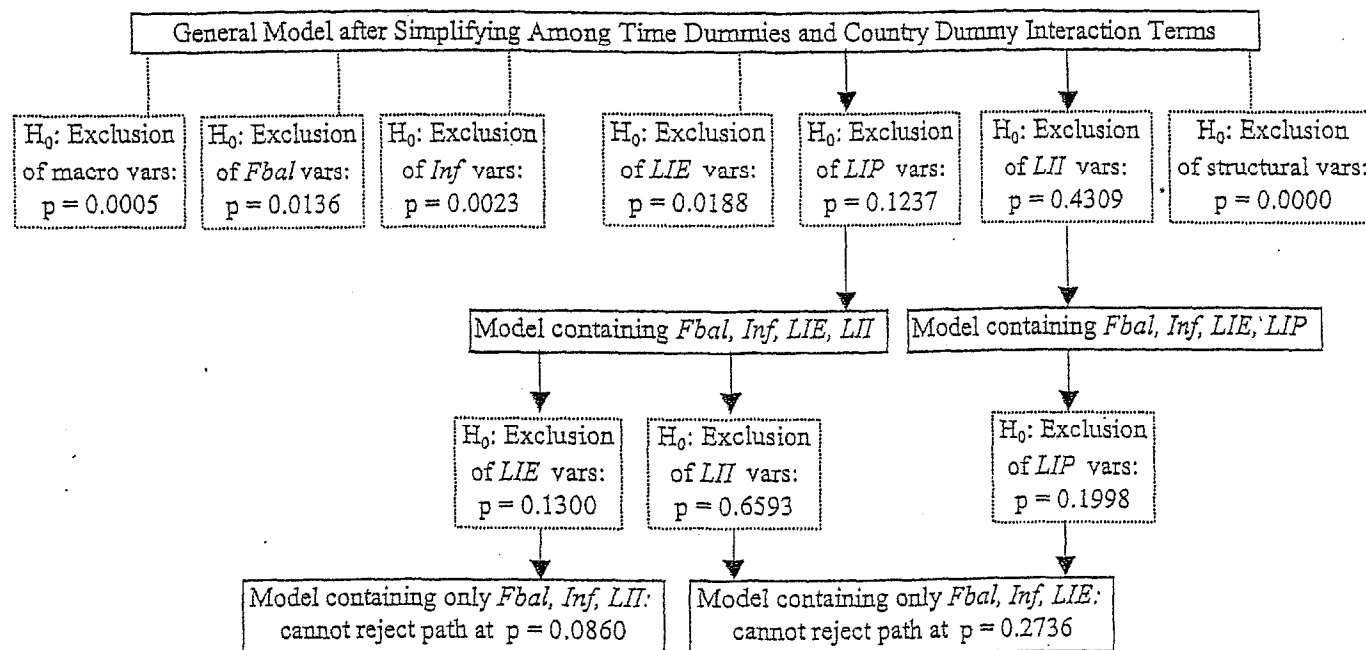 General Model after Simplifying Among Time Dummies and Country Dummy Interaction Terms
H₀: Exclusion
of macro vars:
p = 0.0005
H₀: Exclusion
of Fbal vars:
p = 0.0136
H₀: Exclusion
of Inf vars:
p = 0.0023
H₀: Exclusion
of LIE vars:
p = 0.0188
H₀: Exclusion
of LIP vars:
p = 0.1237
H₀: Exclusion
of LII vars:
p = 0.4309
H₀: Exclusion
of structural vars:
p = 0.0000
Model containing Fbal, Inf, LIE, LII
Model containing Fbal, Inf, LIE, LIP
H₀: Exclusion
of LIE vars:
p = 0.1300
H₀: Exclusion
of LII vars:
p = 0.6593
H₀: Exclusion
of LIP vars:
p = 0.1998
Model containing only Fbal, Inf, LII:
cannot reject path at p = 0.0860
Model containing only Fbal, Inf, LIE:
cannot reject path at p = 0.2736